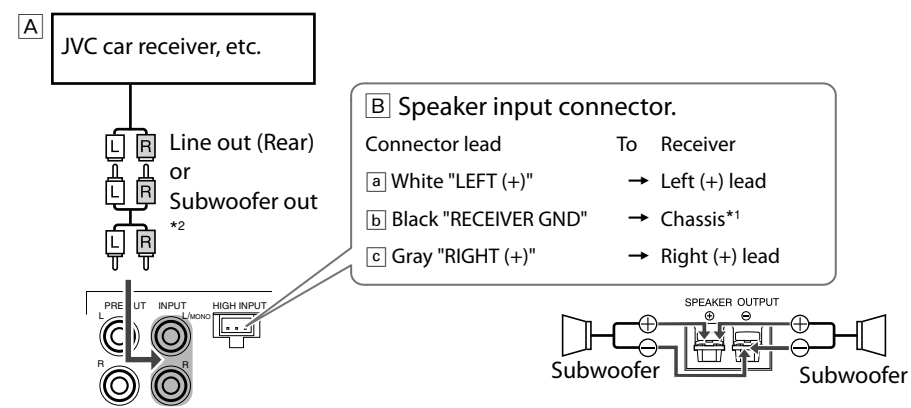 A
JVC car receiver, etc.
L R
Line out (Rear)
or
L R
Subwoofer out
*2
L R
B Speaker input connector.
Connector lead To Receiver
a White "LEFT (+)" → Left (+) lead
b Black "RECEIVER GND" → Chassis*1
c Gray "RIGHT (+)" → Right (+) lead
PRE OUT INPUT HIGH INPUT
L L/MONO
R R
SPEAKER OUTPUT
⊕ ⊖
⊕ ⊕
⊖ ⊖
Subwoofer Subwoofer